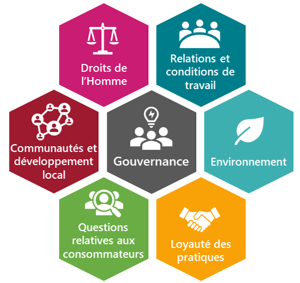 Droits de
l'Homme
Relations et
conditions de
travail
Communautés et
développement
local
Gouvernance
Environnement
Questions
relatives aux
consommateurs
Loyauté des
pratiques